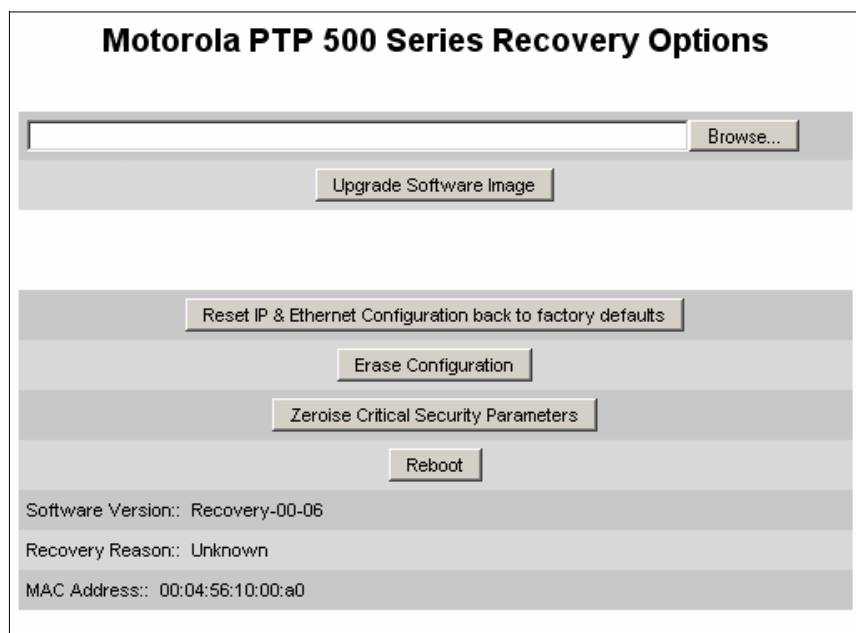 Motorola PTP 500 Series Recovery Options
Browse...
Upgrade Software Image
Reset IP & Ethernet Configuration back to factory defaults
Erase Configuration
Zeroise Critical Security Parameters
Reboot
Software Version:: Recovery-00-06
Recovery Reason:: Unknown
MAC Address:: 00:04:56:10:00:a0